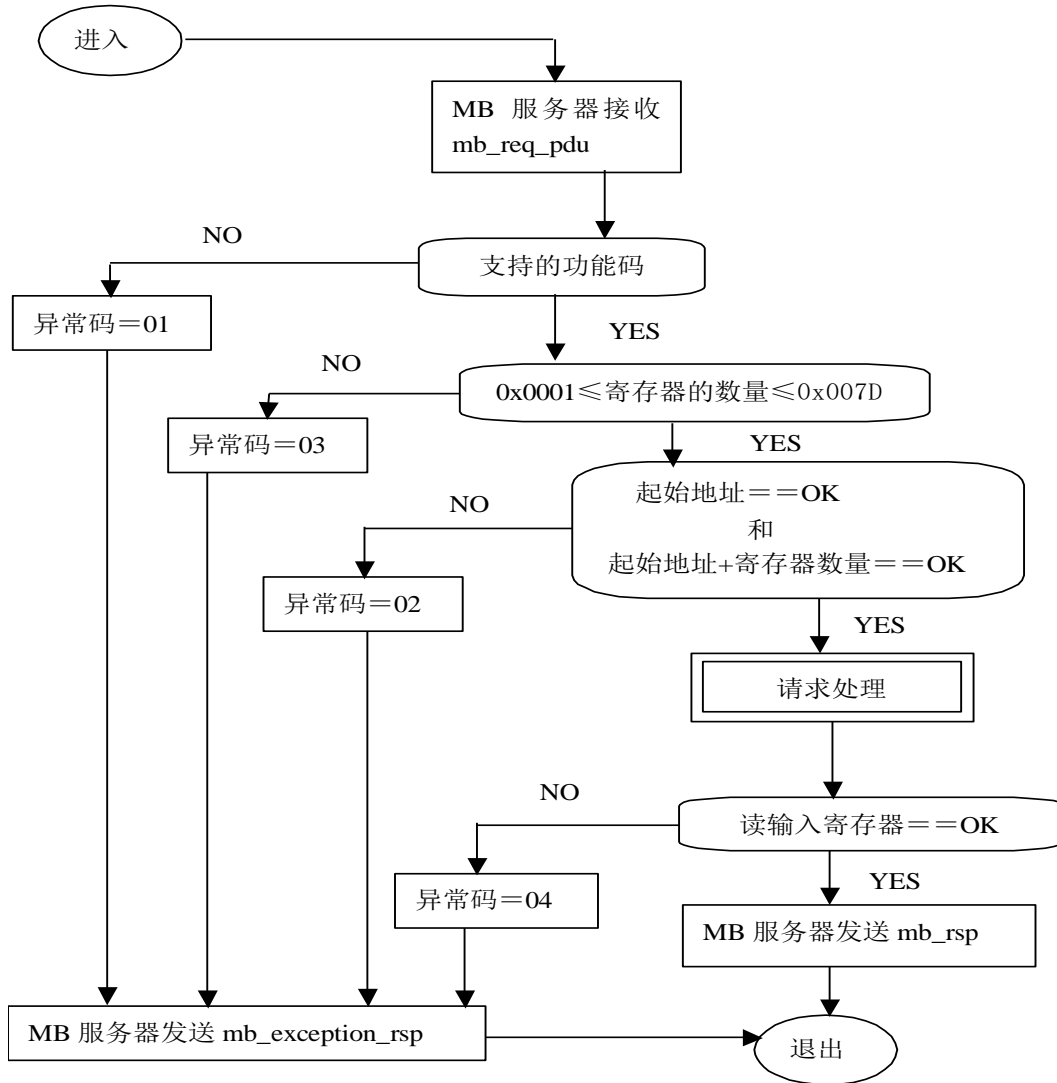 进入
MB 服务器接收
mb_req_pdu
NO
支持的功能码
异常码＝01
YES
NO
0x0001≤寄存器的数量≤0x007D
异常码＝03
YES
起始地址＝＝OK
NO
和
起始地址+寄存器数量＝＝OK
异常码＝02
YES
请求处理
NO
读输入寄存器＝＝OK
YES
异常码＝04
MB 服务器发送 mb_rsp
MB 服务器发送 mb_exception_rsp
退出